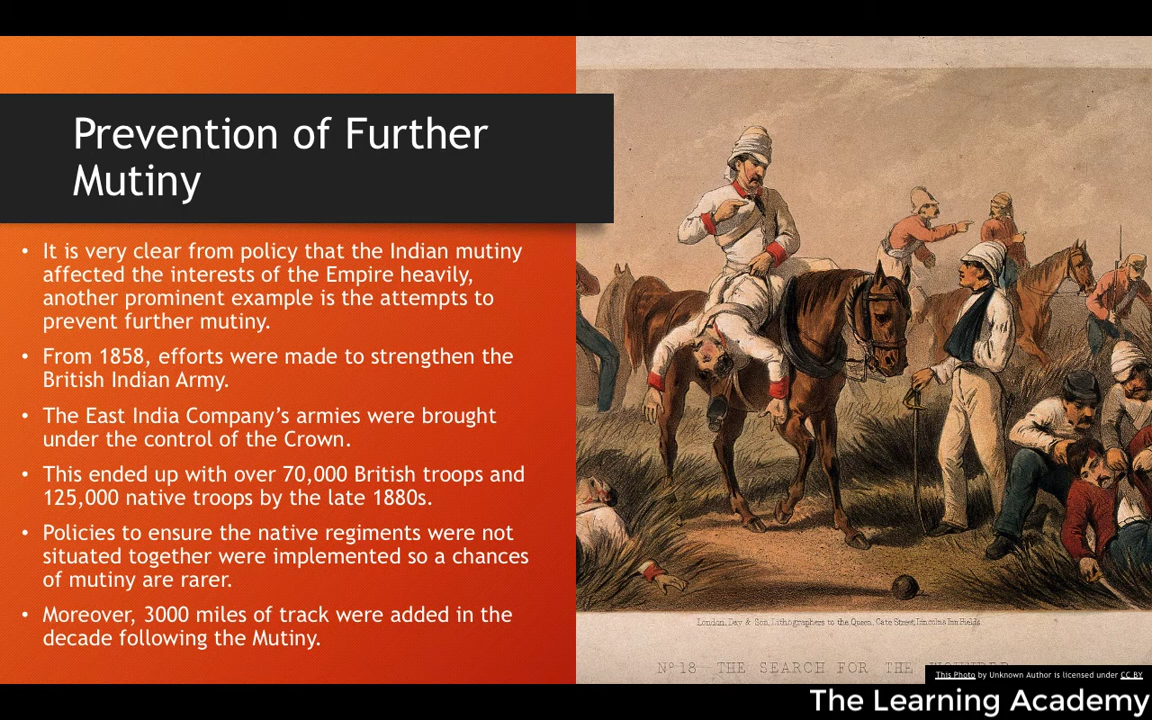 Prevention of Further
Mutiny
• It is very clear from policy that the Indian mutiny
affected the interests of the Empire heavily,
another prominent example is the attempts to
prevent further mutiny.
• From 1858, efforts were made to strengthen the
British Indian Army.
• The East India Company’s armies were brought
under the control of the Crown.
• This ended up with over 70,000 British troops and
125,000 native troops by the late 1880s.
• Policies to ensure the native regiments were not
situated together were implemented so a chances
of mutiny are rarer.
• Moreover, 3000 miles of track were added in the
decade following the Mutiny.
London, Day & Son, Lithographers to the Queen, Gate Street, Lincolns Inn Fields.
No 18 THE SEARCH FOR THE
This Photo by Unknown Author is licensed under CC BY
The Learning Academy